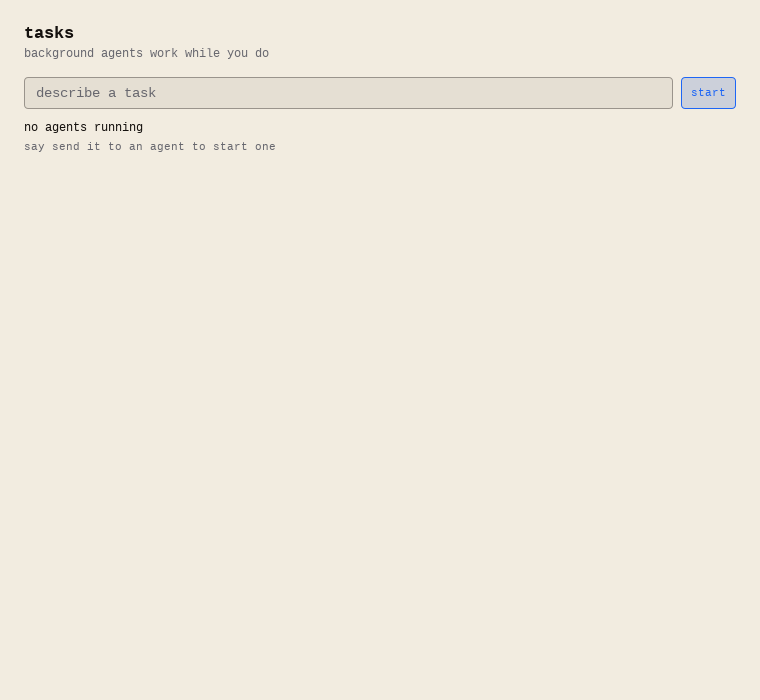 tasks
background agents work while you do
describe a task
start
no agents running
say send it to an agent to start one